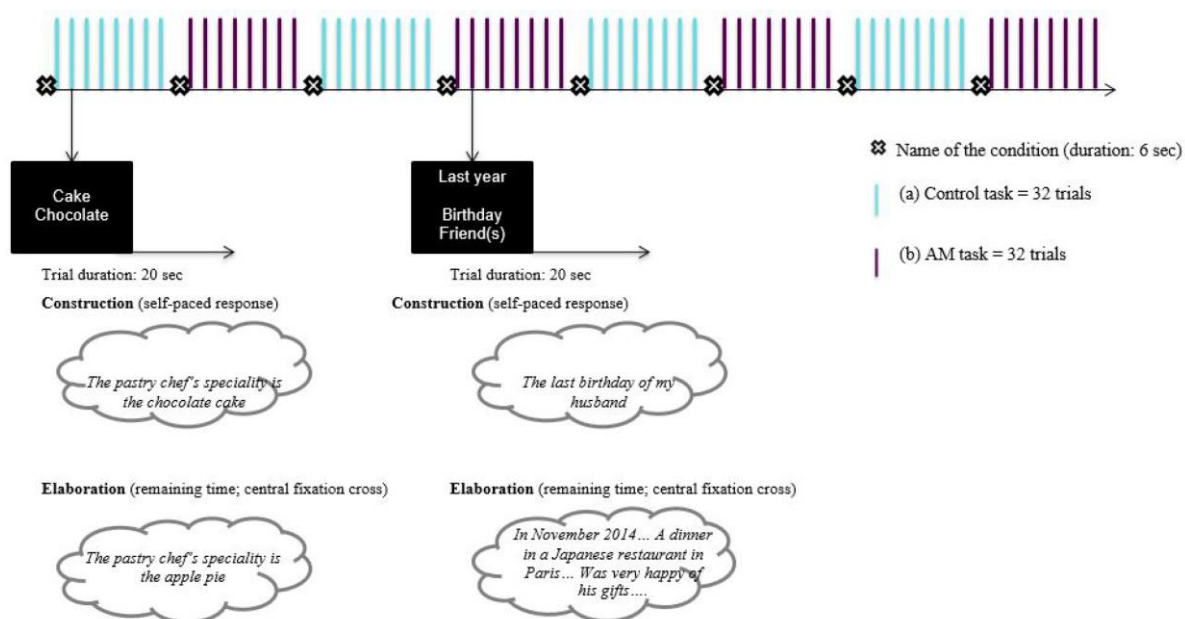 Cake
Chocolate
Last year
Birthday
Friend(s)
Name of the condition (duration: 6 sec)
(a) Control task = 32 trials
(b) AM task = 32 trials
Trial duration: 20 sec
Trial duration: 20 sec
Construction (self-paced response)
Construction (self-paced response)
The pastry chef's speciality is
the chocolate cake
The last birthday of my
husband
Elaboration (remaining time; central fixation cross)
Elaboration (remaining time; central fixation cross)
The pastry chef's speciality is
the apple pie
In November 2014… A dinner
in a Japanese restaurant in
Paris… Was very happy of
his gifts….